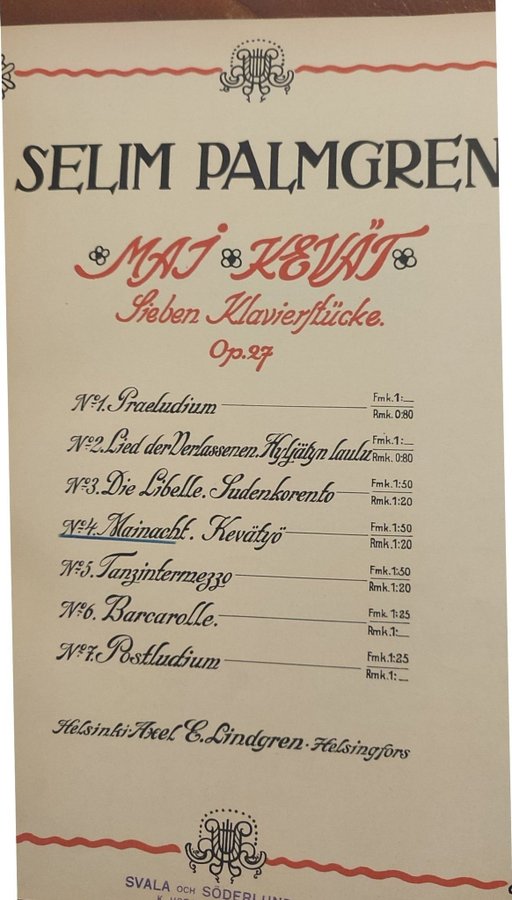 SELIM PALMGREN
MAJ KEVÄT
Sieben Klavierstücke.
Op. 27
No. 1. Praeludium Fmk. 1:— Rmk. 0:80
No. 2. Lied der Verlassenen. Hyljätyn laulu Fmk. 1:— Rmk. 0:80
No. 3. Die Libelle. Sudenkorento Fmk. 1:50 Rmk. 1:20
No. 4. Mainacht. Kevätyö Fmk. 1:50 Rmk. 1:20
No. 5. Tanzintermezzo Fmk. 1:50 Rmk. 1:20
No. 6. Barcarolle. Fmk. 1:25 Rmk. 1:—
No. 7. Postludium Fmk. 1:25 Rmk. 1:—
Helsinki · Axel E. Lindgren · Helsingfors
SVALA OCH SÖDERLUND